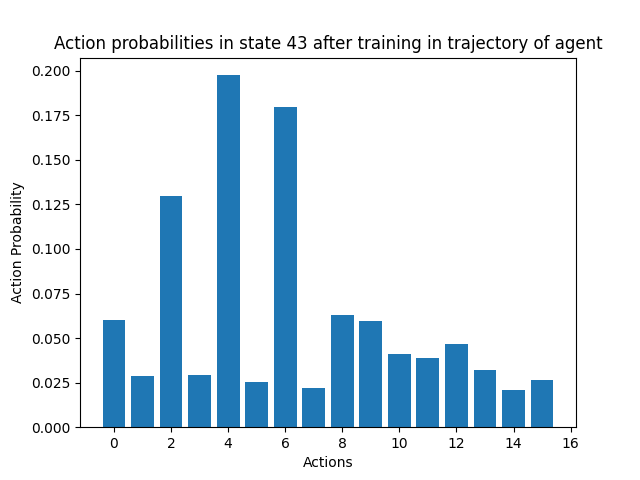 Action probabilities in state 43 after training in trajectory of agent
0.200
0.175
0.150
0.125
0.100
0.075
0.050
0.025
0.000
Action Probability
0 2 4 6 8 10 12 14 16
Actions